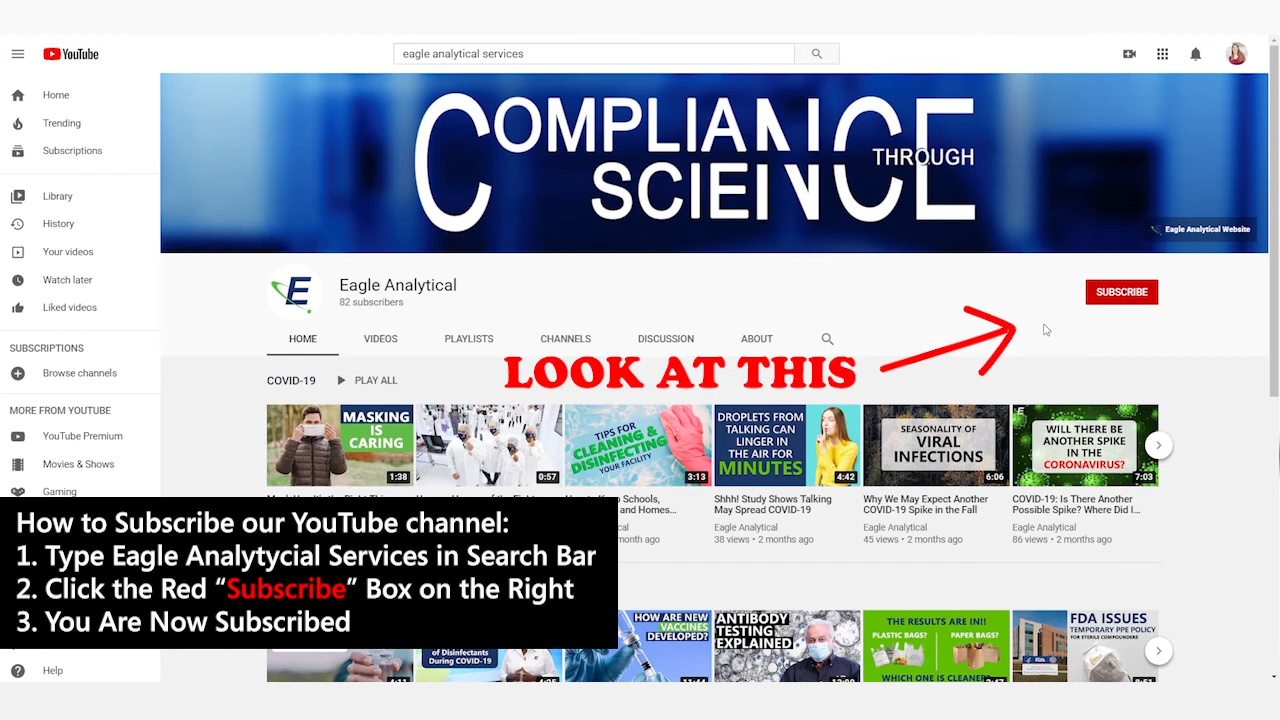 YouTube
eagle analytical services
Home
Trending
Subscriptions
Library
History
Your videos
Watch later
Liked videos
SUBSCRIPTIONS
Browse channels
MORE FROM YOUTUBE
YouTube Premium
Movies & Shows
Gaming
Help
COMPLIANCE
THROUGH
SCIENCE
Eagle Analytical Website
E
Eagle Analytical
82 subscribers
SUBSCRIBE
HOME VIDEOS PLAYLISTS CHANNELS DISCUSSION ABOUT
LOOK AT THIS
COVID-19 PLAY ALL
MASKING
IS
CARING
1:38
0:57
TIPS FOR
CLEANING &
DISINFECTING
YOUR FACILITY
3:13
DROPLETS FROM
TALKING CAN
LINGER IN
THE AIR FOR
MINUTES
4:42
SEASONALITY OF
VIRAL
INFECTIONS
6:06
WILL THERE BE
ANOTHER SPIKE
IN THE
CORONAVIRUS?
7:03
Schools,
and Homes...
month ago
Shhh! Study Shows Talking
May Spread COVID-19
Eagle Analytical
38 views • 2 months ago
Why We May Expect Another
COVID-19 Spike in the Fall
Eagle Analytical
45 views • 2 months ago
COVID-19: Is There Another
Possible Spike? Where Did I...
Eagle Analytical
86 views • 2 months ago
How to Subscribe our YouTube channel:
1. Type Eagle Analytycial Services in Search Bar
2. Click the Red “Subscribe” Box on the Right
3. You Are Now Subscribed
of Disinfectants
During COVID-19
HOW ARE NEW
VACCINES
DEVELOPED?
ANTIBODY
TESTING
EXPLAINED
THE RESULTS ARE IN!!
PLASTIC BAGS? PAPER BAGS?
WHICH ONE IS CLEANER?
FDA ISSUES
TEMPORARY PPE POLICY
FOR STERILE COMPOUNDERS